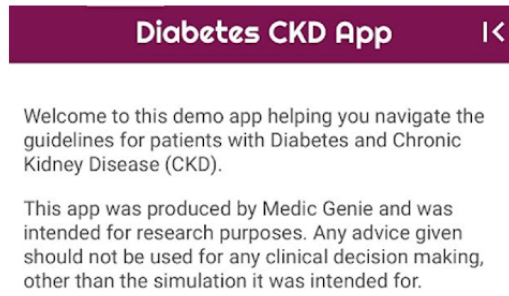 Diabetes CKD App
Welcome to this demo app helping you navigate the
guidelines for patients with Diabetes and Chronic
Kidney Disease (CKD).
This app was produced by Medic Genie and was
intended for research purposes. Any advice given
should not be used for any clinical decision making,
other than the simulation it was intended for.